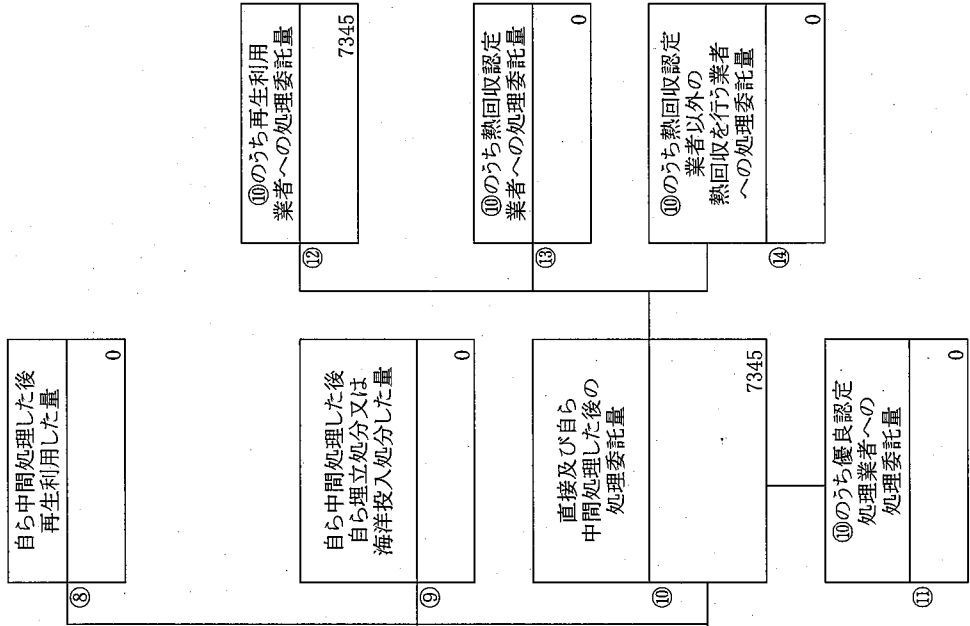 ⑧
自ら中間処理した後
再生利用した量
0
⑨
自ら中間処理した後
自ら埋立処分又は
海洋投入処分した量
0
⑩
直接及び自ら
中間処理した後の
処理委託量
7345
⑪
⑩のうち優良認定
処理業者への
処理委託量
0
⑫
⑩のうち再生利用
業者への処理委託量
7345
⑬
⑩のうち熱回収認定
業者への処理委託量
0
⑭
⑩のうち熱回収認定
業者以外の
熱回収を行う業者
への処理委託量
0